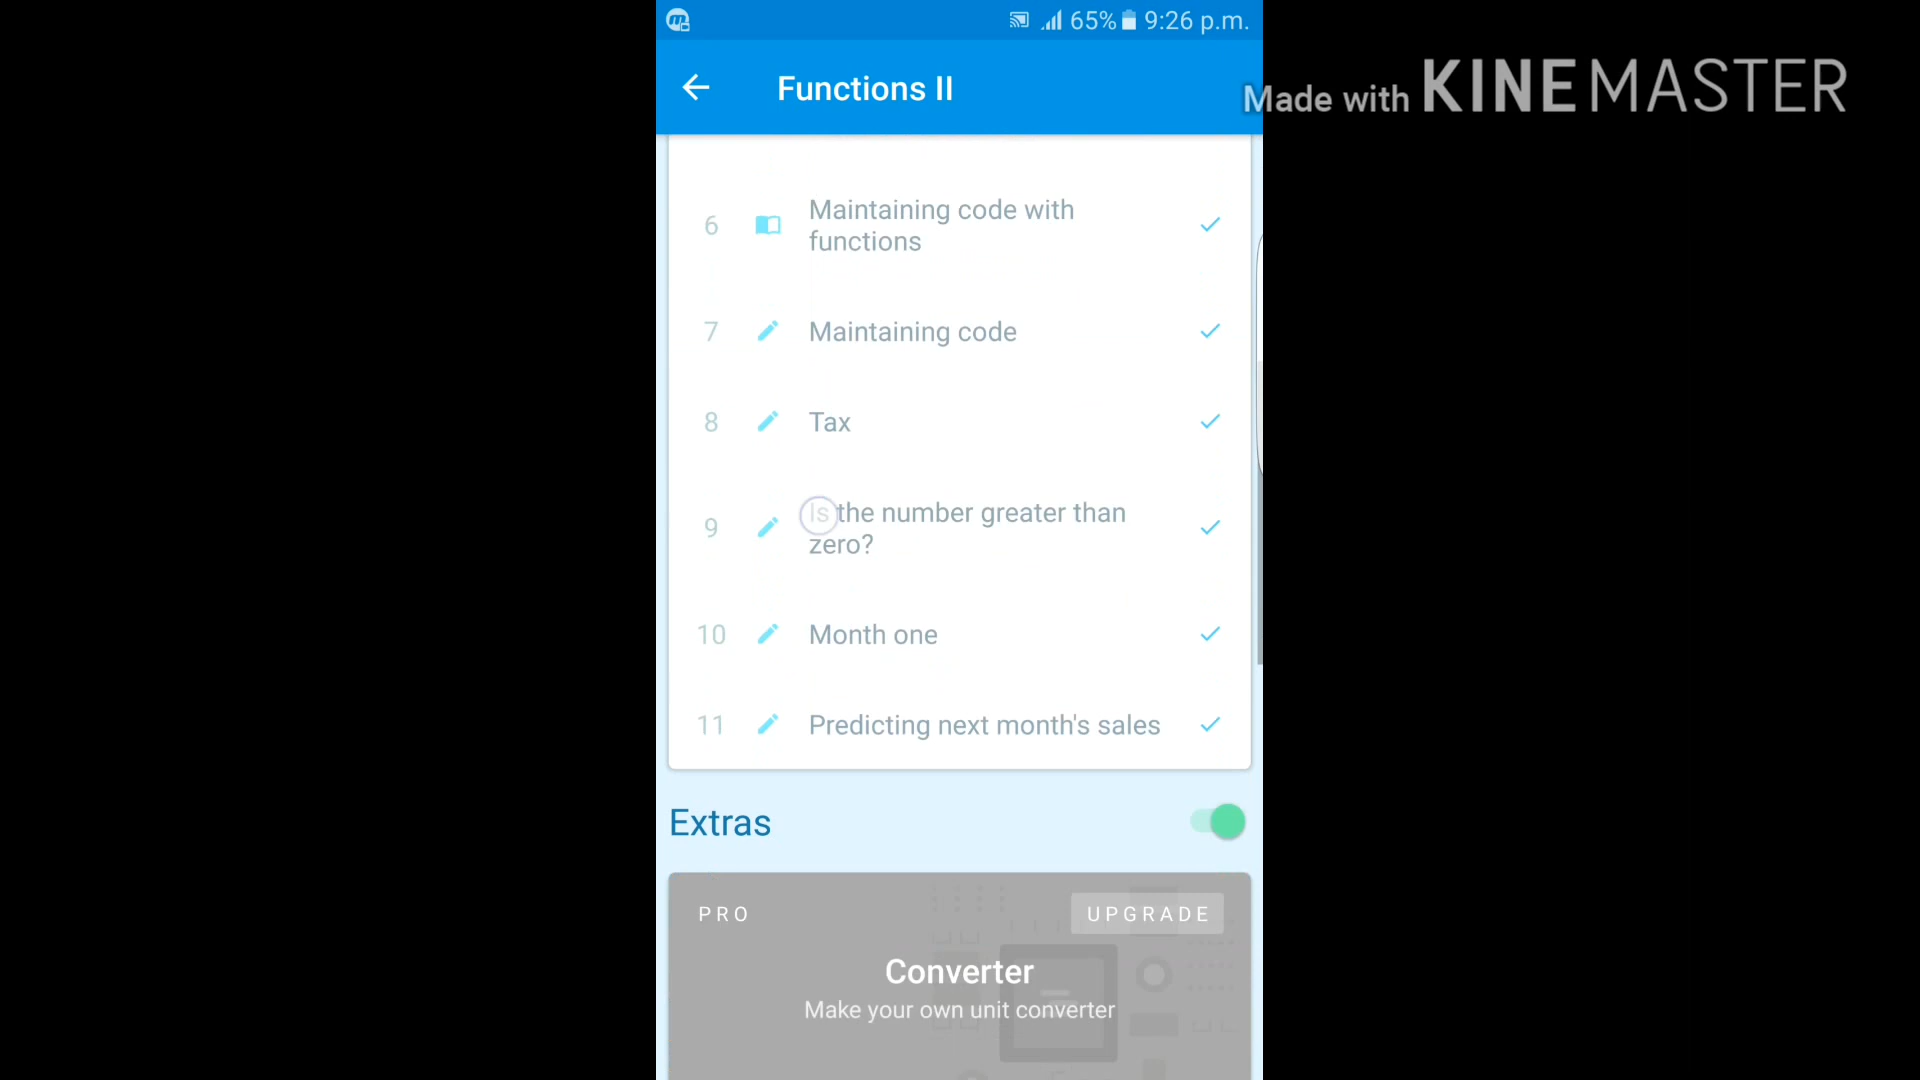 65% 9:26 p.m.
Functions II
Made with KINEMASTER
6 Maintaining code with
functions
7 Maintaining code
8 Tax
9 Is the number greater than
zero?
10 Month one
11 Predicting next month's sales
Extras
PRO UPGRADE
Converter
Make your own unit converter